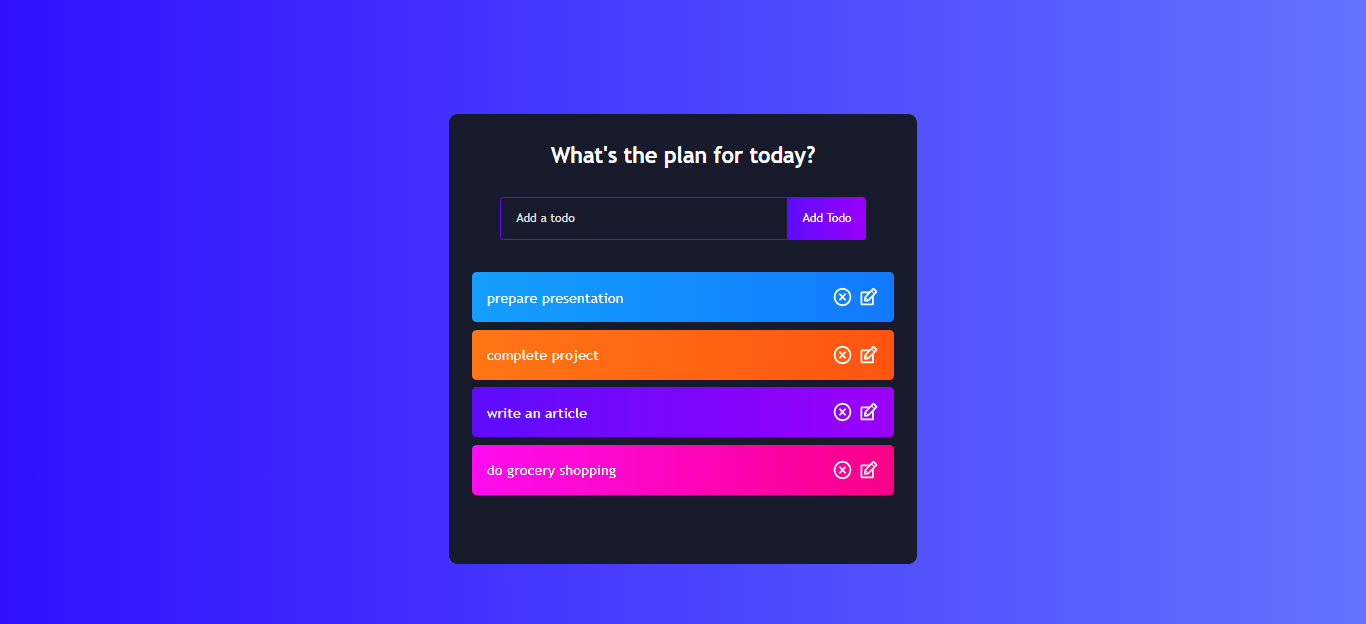 What's the plan for today?
Add a todo
Add Todo
prepare presentation
complete project
write an article
do grocery shopping